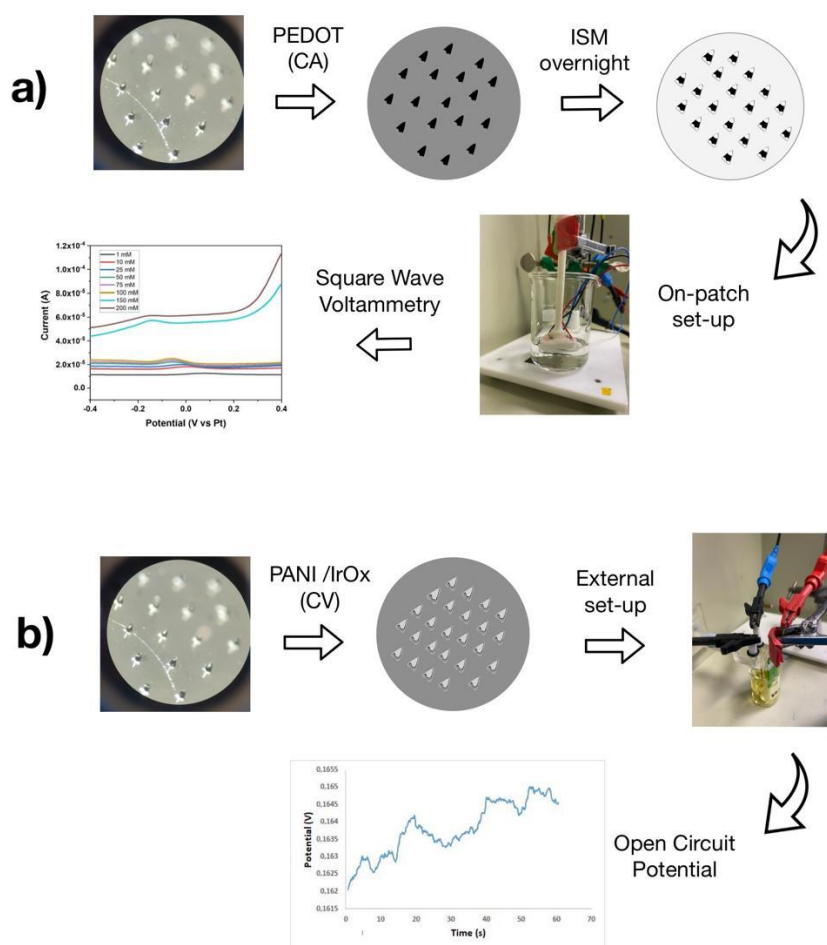 a)
PEDOT
(CA)
ISM
overnight
On-patch
set-up
Square Wave
Voltammetry
1.2x10⁻⁴
1.0x10⁻⁴
8.0x10⁻⁵
6.0x10⁻⁵
4.0x10⁻⁵
2.0x10⁻⁵
0.0
Current (A)
1 mM
10 mM
25 mM
50 mM
75 mM
100 mM
150 mM
200 mM
-0.4
-0.2
0.0
0.2
0.4
Potential (V vs Pt)
b)
PANI /IrOx
(CV)
External
set-up
Open Circuit
Potential
0,1655
0,165
0,1645
0,164
0,1635
0,163
0,1625
0,162
0,1615
Potential (V)
0
10
20
30
40
50
60
70
Time (s)